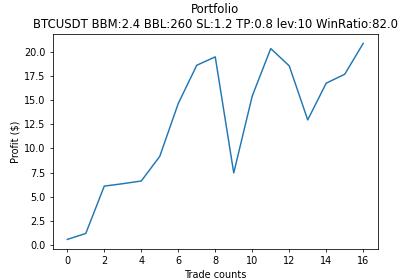 Portfolio
BTCUSDT BBM:2.4 BBL:260 SL:1.2 TP:0.8 lev:10 WinRatio:82.0
20.0
17.5
15.0
12.5
10.0
7.5
5.0
2.5
0.0
Profit ($)
0 2 4 6 8 10 12 14 16
Trade counts